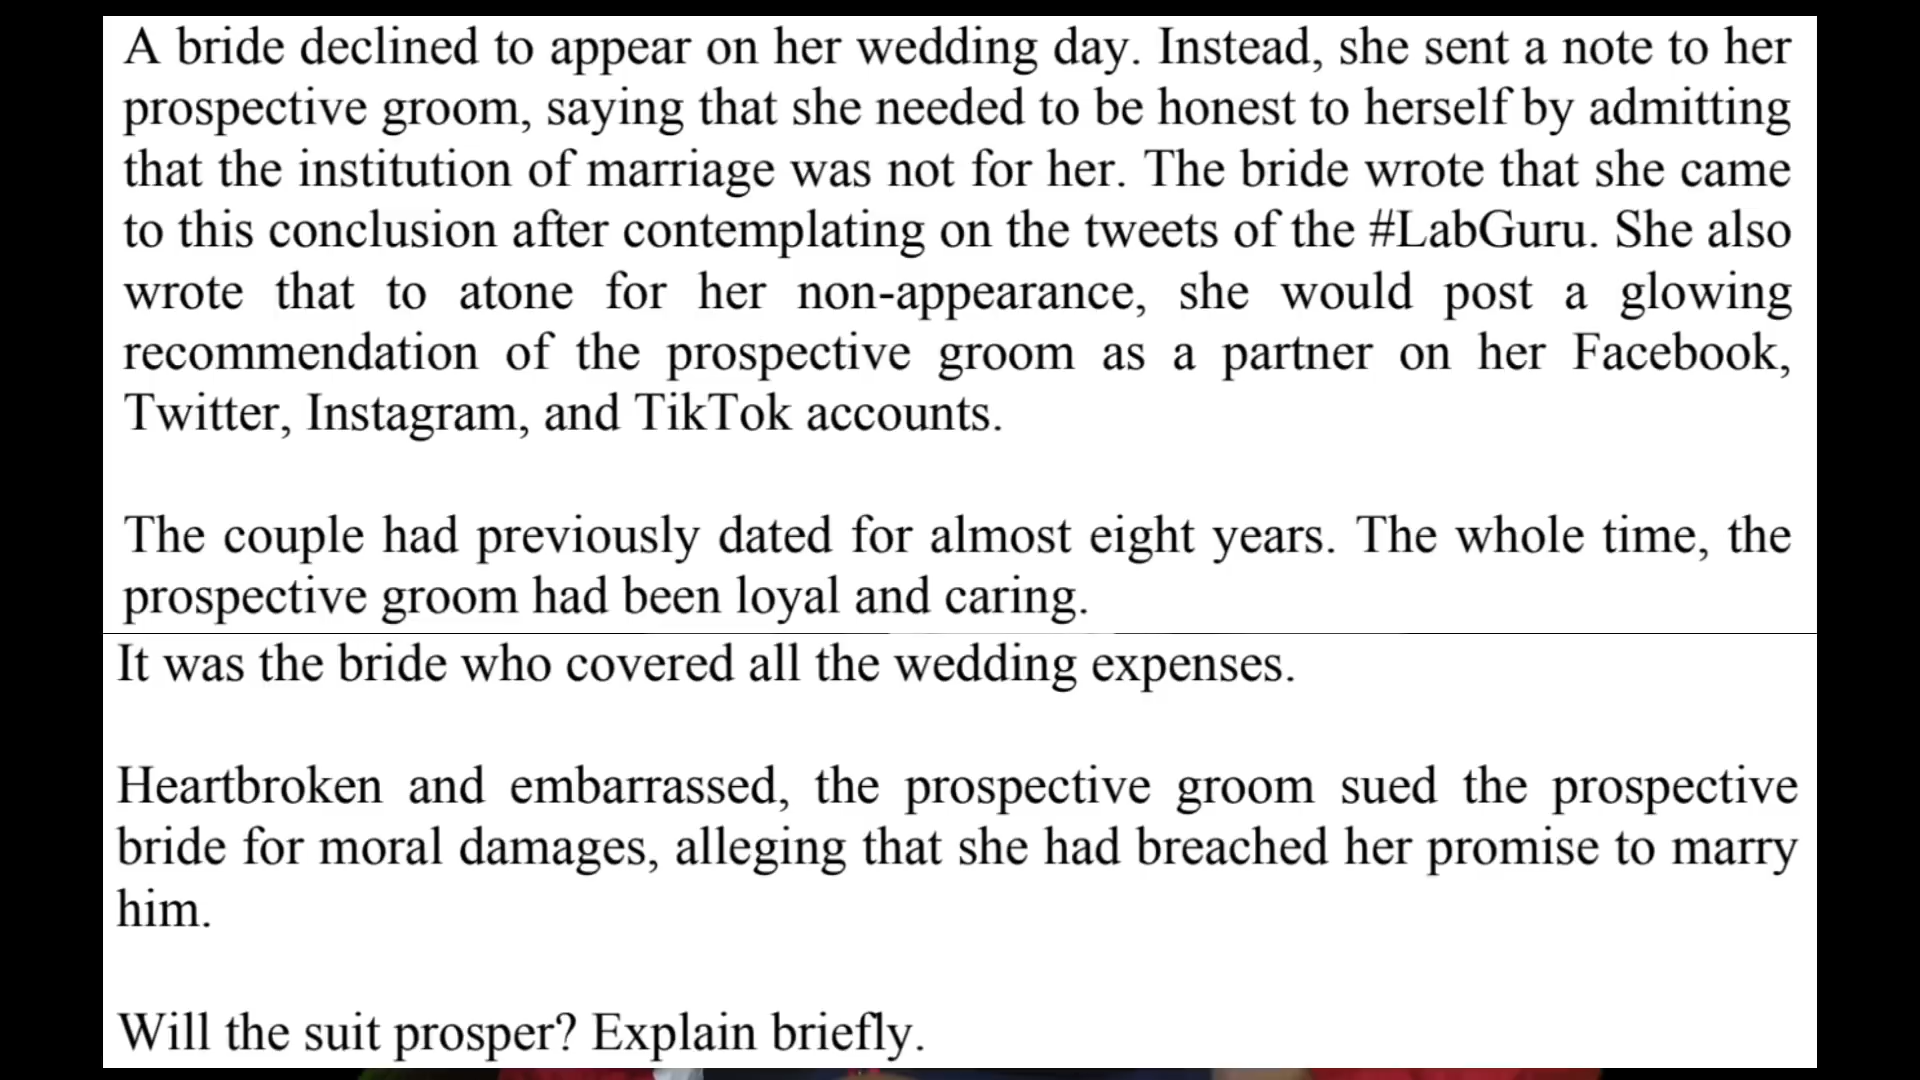 A bride declined to appear on her wedding day. Instead, she sent a note to her
prospective groom, saying that she needed to be honest to herself by admitting
that the institution of marriage was not for her. The bride wrote that she came
to this conclusion after contemplating on the tweets of the #LabGuru. She also
wrote that to atone for her non-appearance, she would post a glowing
recommendation of the prospective groom as a partner on her Facebook,
Twitter, Instagram, and TikTok accounts.
The couple had previously dated for almost eight years. The whole time, the
prospective groom had been loyal and caring.
It was the bride who covered all the wedding expenses.
Heartbroken and embarrassed, the prospective groom sued the prospective
bride for moral damages, alleging that she had breached her promise to marry
him.
Will the suit prosper? Explain briefly.